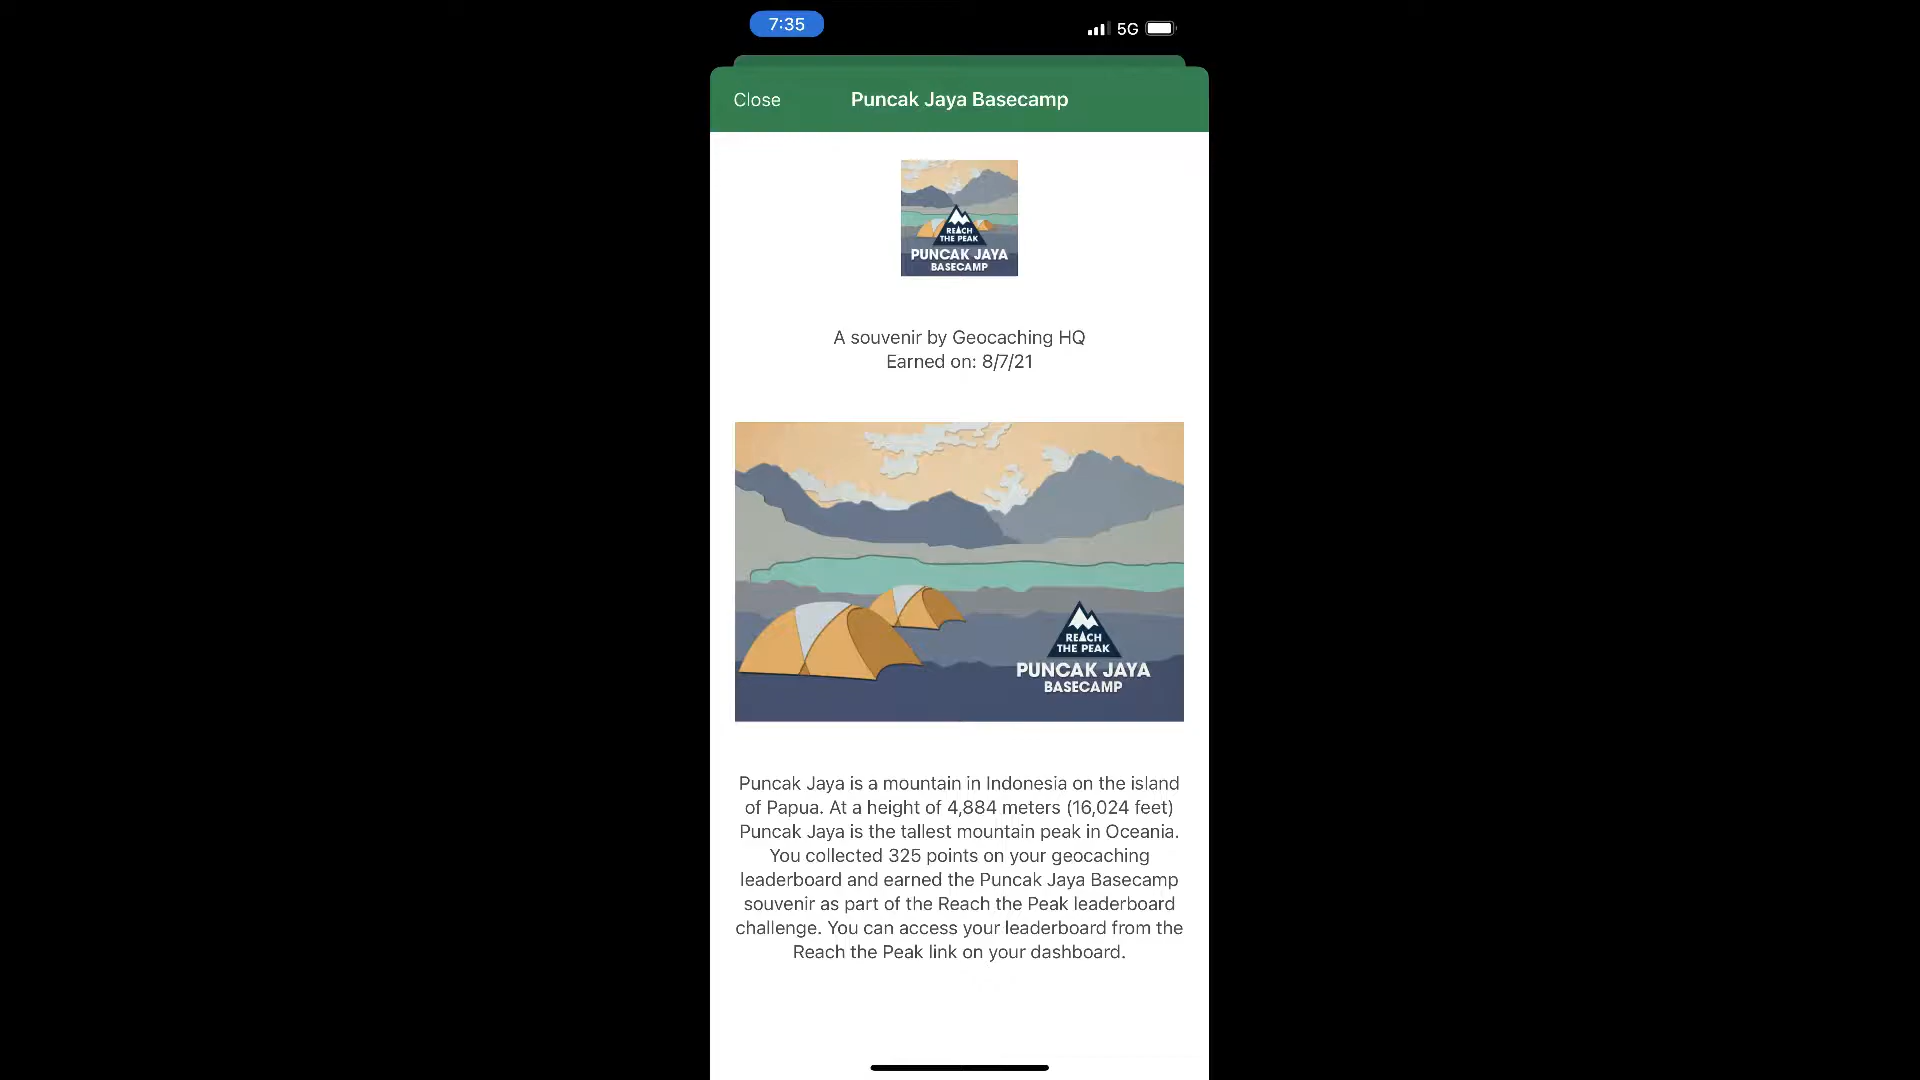 7:35
5G
Close
Puncak Jaya Basecamp
REACH
THE PEAK
PUNCAK JAYA
BASECAMP
A souvenir by Geocaching HQ
Earned on: 8/7/21
REACH
THE PEAK
PUNCAK JAYA
BASECAMP
Puncak Jaya is a mountain in Indonesia on the island
of Papua. At a height of 4,884 meters (16,024 feet)
Puncak Jaya is the tallest mountain peak in Oceania.
You collected 325 points on your geocaching
leaderboard and earned the Puncak Jaya Basecamp
souvenir as part of the Reach the Peak leaderboard
challenge. You can access your leaderboard from the
Reach the Peak link on your dashboard.